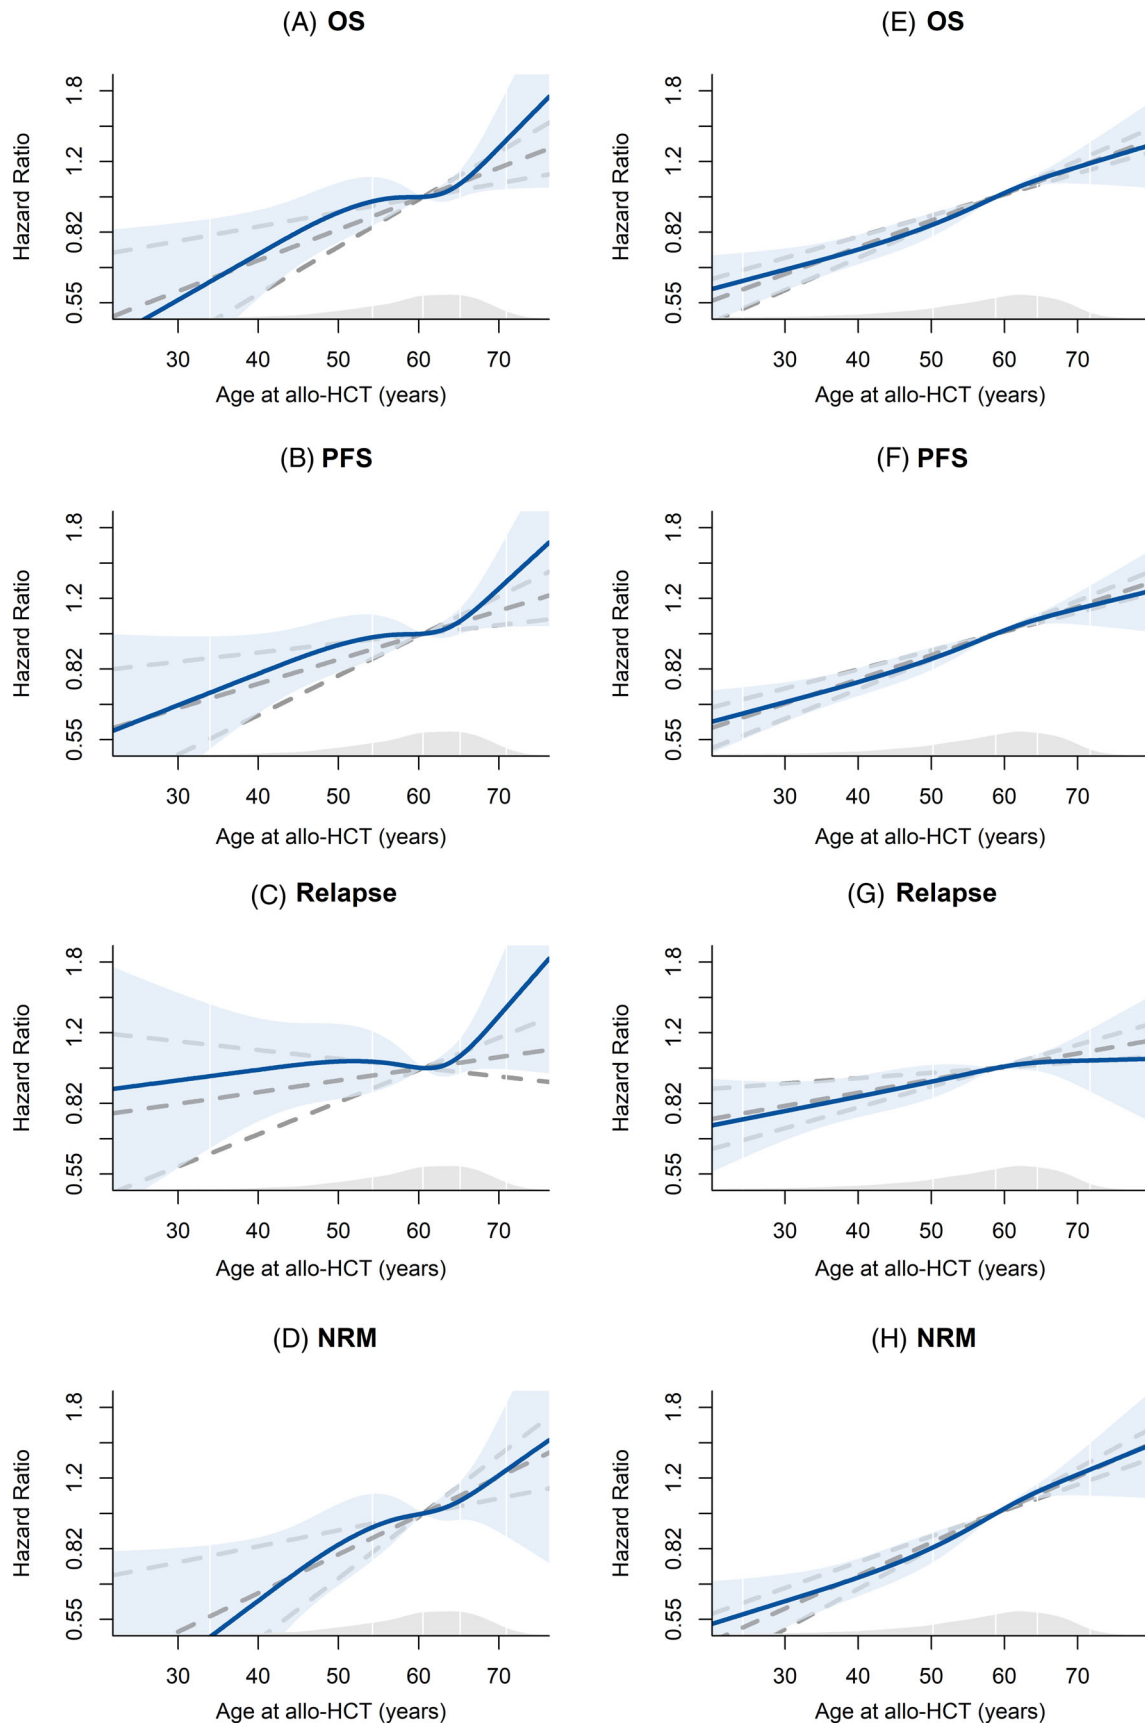 (A) OS
Hazard Ratio
1.8
1.2
0.82
0.55
30 40 50 60 70
Age at allo-HCT (years)
(E) OS
Hazard Ratio
1.8
1.2
0.82
0.55
30 40 50 60 70
Age at allo-HCT (years)
(B) PFS
Hazard Ratio
1.8
1.2
0.82
0.55
30 40 50 60 70
Age at allo-HCT (years)
(F) PFS
Hazard Ratio
1.8
1.2
0.82
0.55
30 40 50 60 70
Age at allo-HCT (years)
(C) Relapse
Hazard Ratio
1.8
1.2
0.82
0.55
30 40 50 60 70
Age at allo-HCT (years)
(G) Relapse
Hazard Ratio
1.8
1.2
0.82
0.55
30 40 50 60 70
Age at allo-HCT (years)
(D) NRM
Hazard Ratio
1.8
1.2
0.82
0.55
30 40 50 60 70
Age at allo-HCT (years)
(H) NRM
Hazard Ratio
1.8
1.2
0.82
0.55
30 40 50 60 70
Age at allo-HCT (years)